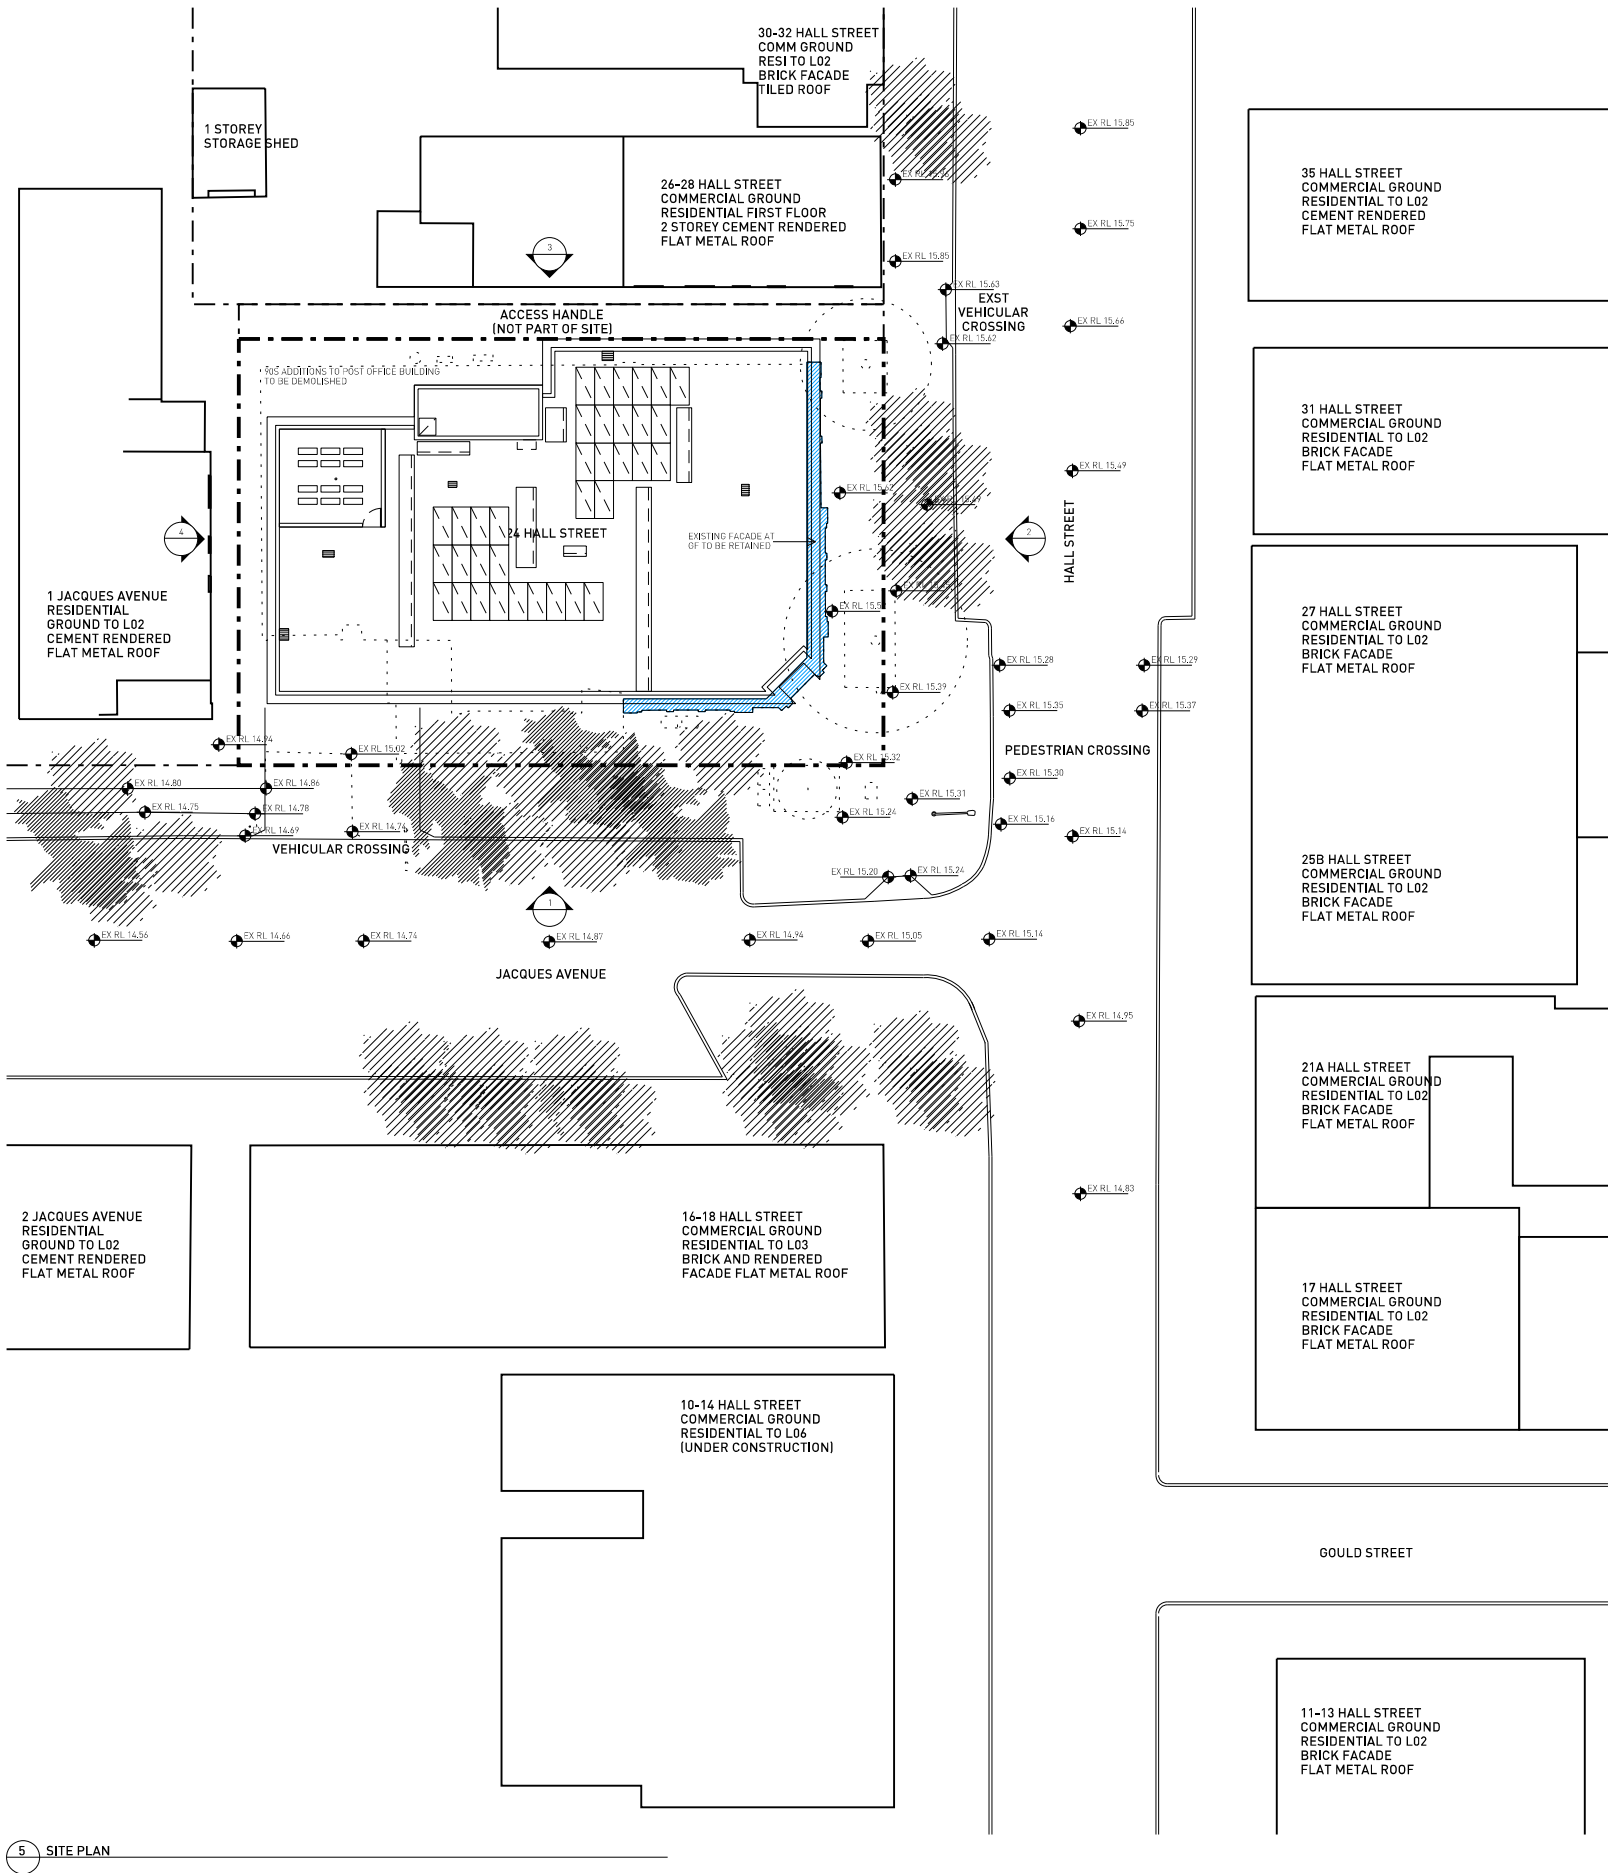 30-32 HALL STREET
COMM GROUND
RESI TO L02
BRICK FACADE
TILED ROOF
1 STOREY
STORAGE SHED
EX RL 15.85
26-28 HALL STREET
COMMERCIAL GROUND
RESIDENTIAL FIRST FLOOR
2 STOREY CEMENT RENDERED
FLAT METAL ROOF
EX RL
35 HALL STREET
COMMERCIAL GROUND
RESIDENTIAL TO L02
CEMENT RENDERED
FLAT METAL ROOF
EX RL 15.75
3
EX RL 15.85
EX RL 15.63
EXST
VEHICULAR
CROSSING
ACCESS HANDLE
(NOT PART OF SITE)
EX RL 15.66
EX RL 15.62
90S ADDITIONS TO POST OFFICE BUILDING
TO BE DEMOLISHED
31 HALL STREET
COMMERCIAL GROUND
RESIDENTIAL TO L02
BRICK FACADE
FLAT METAL ROOF
EX RL 15.49
EX RL 15.62
4
24 HALL STREET
EXISTING FACADE AT
GF TO BE RETAINED
2
HALL STREET
1 JACQUES AVENUE
RESIDENTIAL
GROUND TO L02
CEMENT RENDERED
FLAT METAL ROOF
27 HALL STREET
COMMERCIAL GROUND
RESIDENTIAL TO L02
BRICK FACADE
FLAT METAL ROOF
EX RL
EX RL 15.28
EX RL 15.29
EX RL 15.39
EX RL 15.35
EX RL 15.37
EX RL 14.94
EX RL 15.02
EX RL 15.32
PEDESTRIAN CROSSING
EX RL 14.80
EX RL 14.86
EX RL 15.30
EX RL 14.75
EX RL 14.78
EX RL 15.31
EX RL 14.69
EX RL 14.74
EX RL 15.24
EX RL 15.16
EX RL 15.14
VEHICULAR CROSSING
EX RL 15.20
EX RL 15.24
25B HALL STREET
COMMERCIAL GROUND
RESIDENTIAL TO L02
BRICK FACADE
FLAT METAL ROOF
1
EX RL 14.56
EX RL 14.66
EX RL 14.74
EX RL 14.87
EX RL 14.94
EX RL 15.05
EX RL 15.14
JACQUES AVENUE
EX RL 14.95
21A HALL STREET
COMMERCIAL GROUND
RESIDENTIAL TO L02
BRICK FACADE
FLAT METAL ROOF
EX RL 14.83
2 JACQUES AVENUE
RESIDENTIAL
GROUND TO L02
CEMENT RENDERED
FLAT METAL ROOF
16-18 HALL STREET
COMMERCIAL GROUND
RESIDENTIAL TO L03
BRICK AND RENDERED
FACADE FLAT METAL ROOF
17 HALL STREET
COMMERCIAL GROUND
RESIDENTIAL TO L02
BRICK FACADE
FLAT METAL ROOF
10-14 HALL STREET
COMMERCIAL GROUND
RESIDENTIAL TO L06
(UNDER CONSTRUCTION)
GOULD STREET
11-13 HALL STREET
COMMERCIAL GROUND
RESIDENTIAL TO L02
BRICK FACADE
FLAT METAL ROOF
5 SITE PLAN